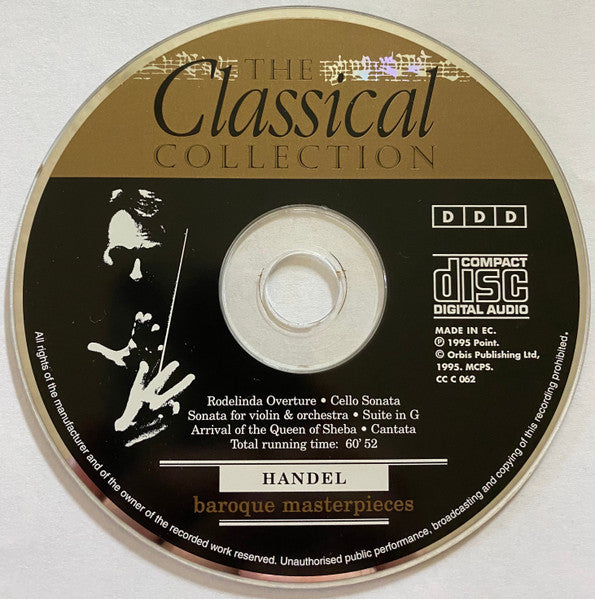 THE
Classical
COLLECTION
DDD
COMPACT
disc
DIGITAL AUDIO
MADE IN EC.
℗ 1995 Point.
© Orbis Publishing Ltd,
1995. MCPS.
CC C 062
Rodelinda Overture • Cello Sonata
Sonata for violin & orchestra • Suite in G
Arrival of the Queen of Sheba • Cantata
Total running time: 60' 52
HANDEL
baroque masterpieces
All rights of the manufacturer and of the owner of the recorded work reserved. Unauthorised public performance, broadcasting and copying of this recording prohibited.